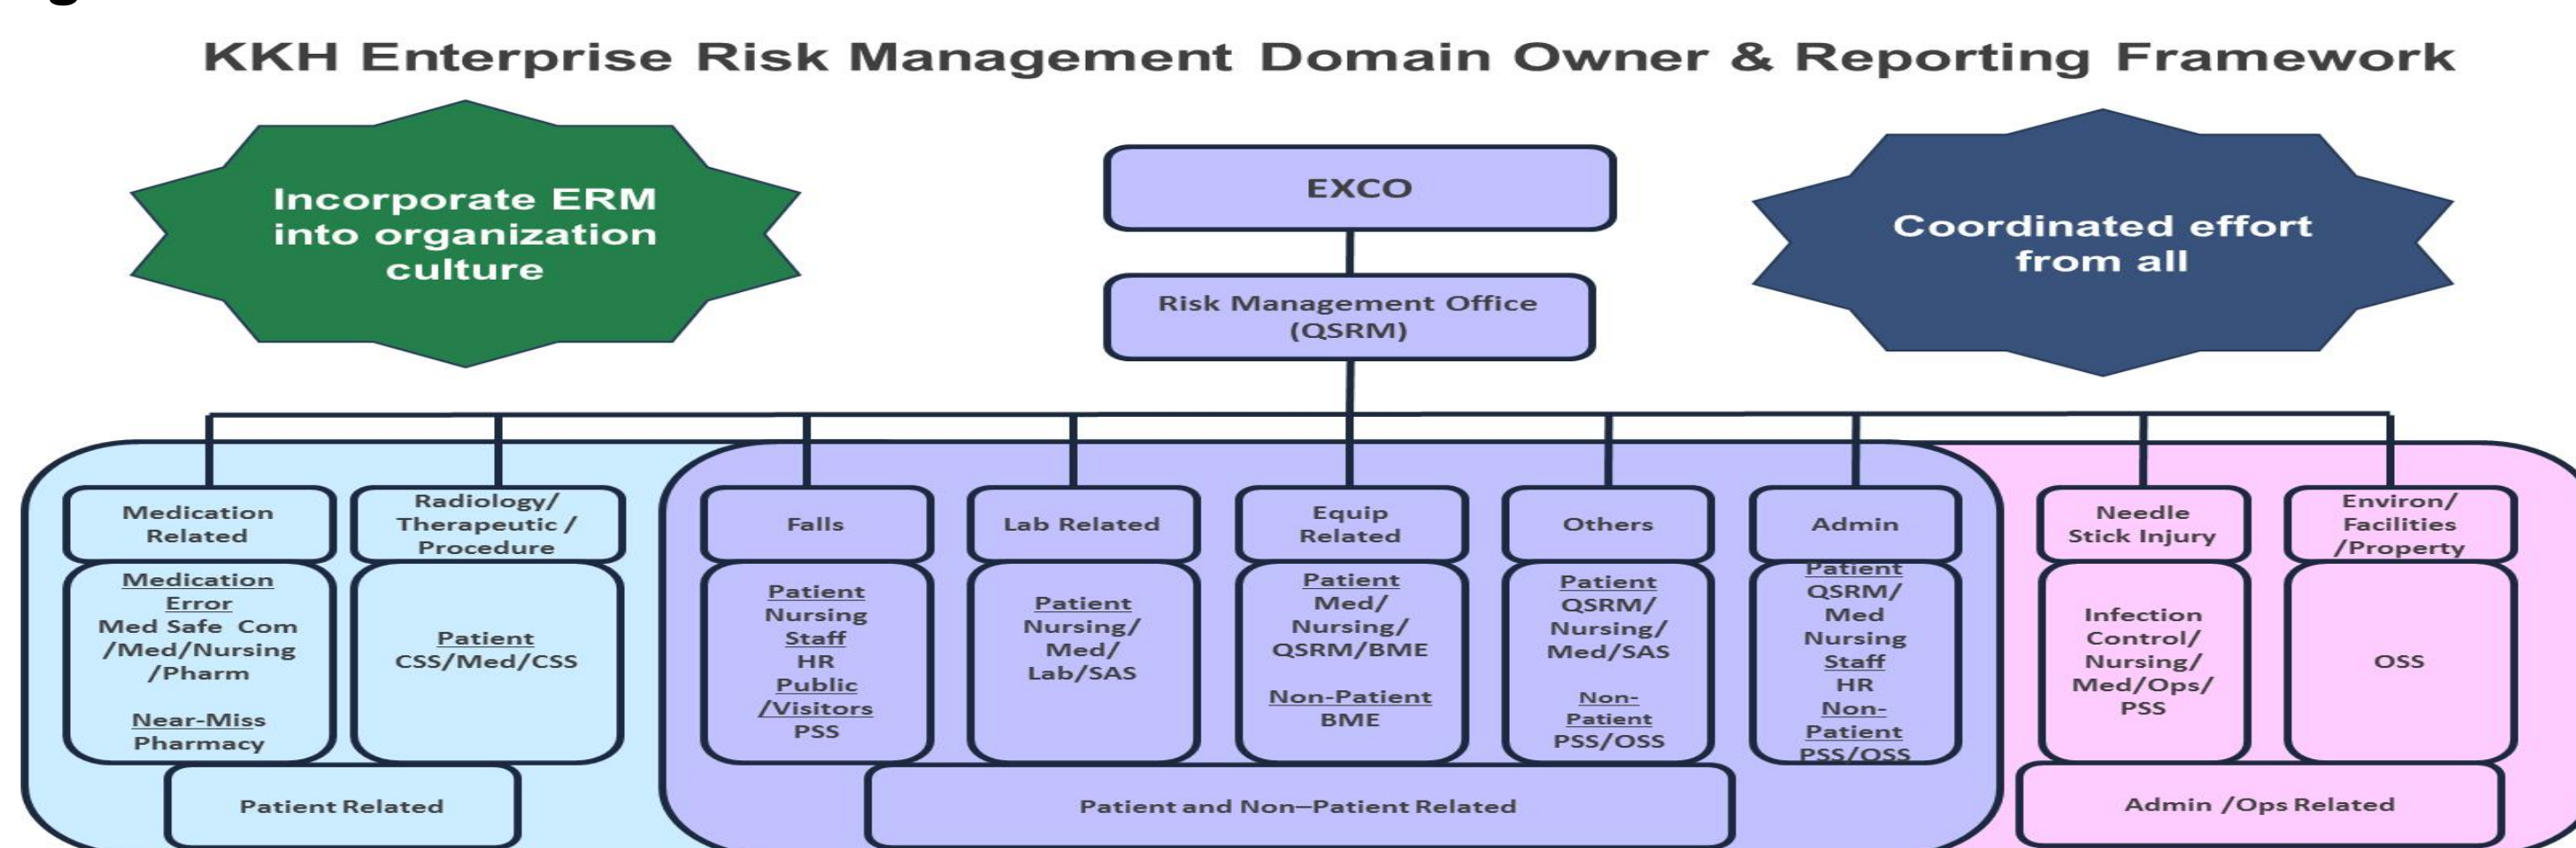 KKH Enterprise Risk Management Domain Owner & Reporting Framework
Incorporate ERM
into organization
culture
EXCO
Coordinated effort
from all
Risk Management Office
(QSRM)
Medication
Related
Radiology/
Therapeutic /
Procedure
Falls
Lab Related
Equip
Related
Others
Admin
Needle
Stick Injury
Environ/
Facilities
/Property
Medication
Error
Med Safe Com
/Med/Nursing
/Pharm
Near-Miss
Pharmacy
Patient
CSS/Med/CSS
Patient
Nursing
Staff
HR
Public
/Visitors
PSS
Patient
Nursing/
Med/
Lab/SAS
Patient
Med/
Nursing/
QSRM/BME
Non-Patient
BME
Patient
QSRM/
Nursing/
Med/SAS
Non-
Patient
PSS/OSS
Patient
QSRM/
Med
Nursing
Staff
HR
Non-
Patient
PSS/OSS
Infection
Control/
Nursing/
Med/Ops/
PSS
OSS
Patient Related
Patient and Non–Patient Related
Admin /Ops Related